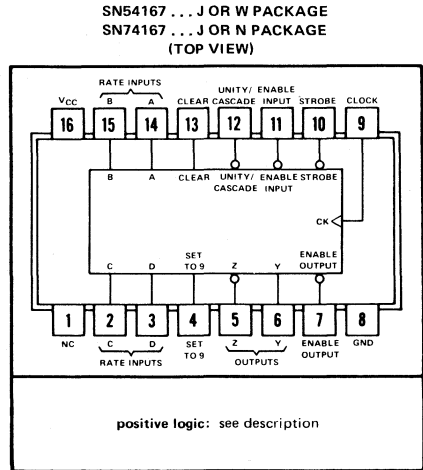 SN54167 . . . J OR W PACKAGE
SN74167 . . . J OR N PACKAGE
(TOP VIEW)
RATE INPUTS
UNITY/ ENABLE
VCC B A CLEAR CASCADE INPUT STROBE CLOCK
16 15 14 13 12 11 10 9
B A CLEAR UNITY/ ENABLE STROBE
CASCADE INPUT
CK
SET ENABLE
C D TO 9 Z Y OUTPUT
1 2 3 4 5 6 7 8
NC C D SET Z Y ENABLE GND
RATE INPUTS TO 9 OUTPUTS OUTPUT
positive logic: see description